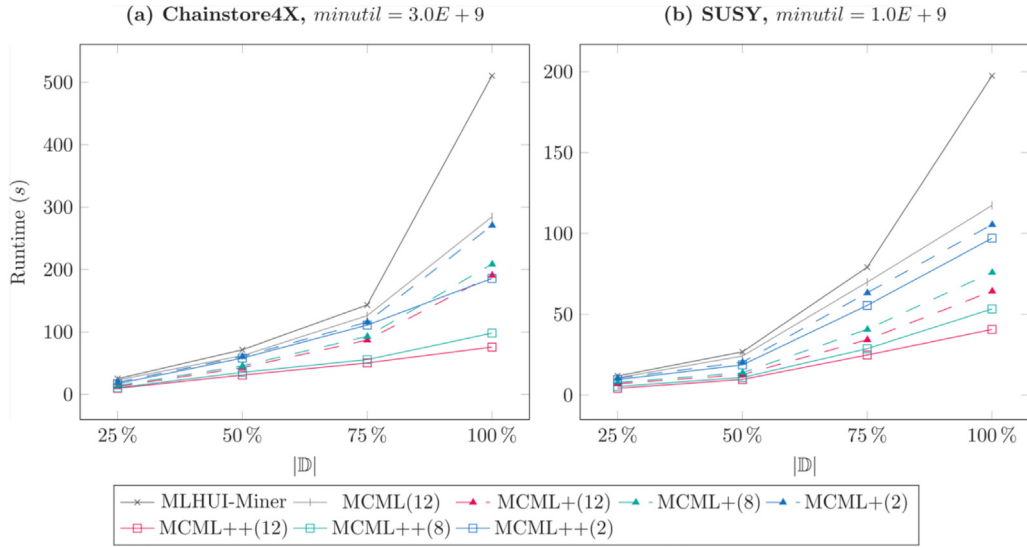 (a) Chainstore4X, minutil = 3.0E + 9
(b) SUSY, minutil = 1.0E + 9
Runtime (s)
500
400
300
200
100
0
25 % 50 % 75 % 100 %
|𝔻|
200
150
100
50
0
25 % 50 % 75 % 100 %
|𝔻|
MLHUI-Miner MCML(12) MCML+(12) MCML+(8) MCML+(2)
MCML++(12) MCML++(8) MCML++(2)